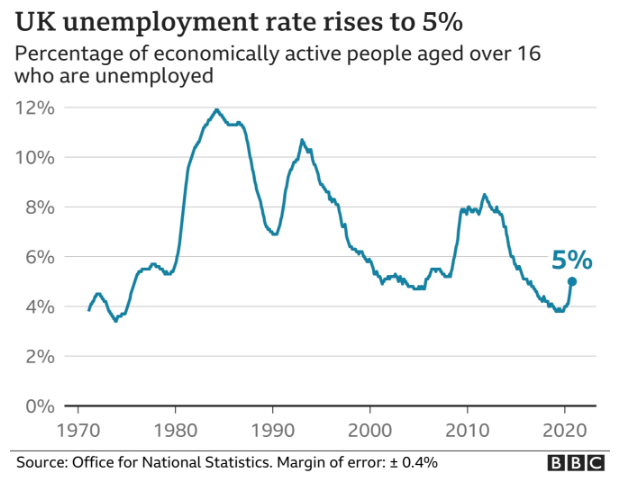 UK unemployment rate rises to 5%
Percentage of economically active people aged over 16
who are unemployed
12%
10%
8%
6%
4%
2%
0%
5%
1970 1980 1990 2000 2010 2020
Source: Office for National Statistics. Margin of error: ± 0.4%
BBC